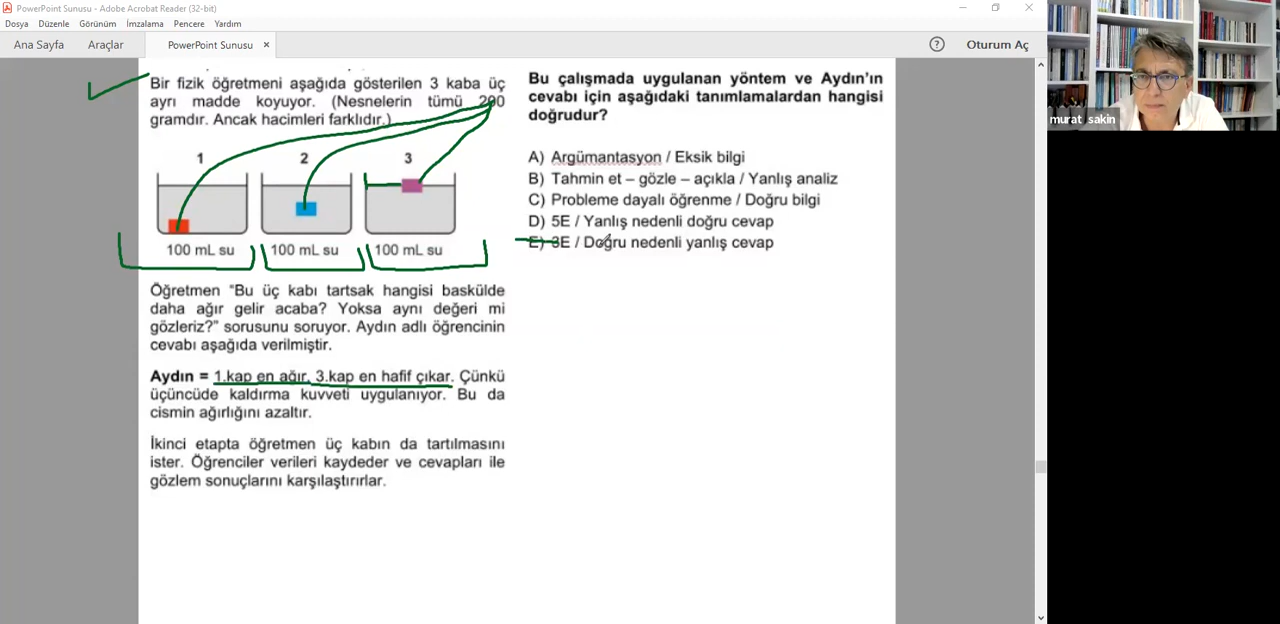 PowerPoint Sunusu - Adobe Acrobat Reader (32-bit)
Dosya Düzenle Görünüm İmzalama Pencere Yardım
Ana Sayfa Araçlar PowerPoint Sunusu × ? Oturum Aç
Bir fizik öğretmeni aşağıda gösterilen 3 kaba üç
ayrı madde koyuyor. (Nesnelerin tümü 200
gramdır. Ancak hacimleri farklıdır.)
1 2 3
100 mL su 100 mL su 100 mL su
Öğretmen “Bu üç kabı tartsak hangisi baskülde
daha ağır gelir acaba? Yoksa aynı değeri mi
gözleriz?” sorusunu soruyor. Aydın adlı öğrencinin
cevabı aşağıda verilmiştir.
Aydın = 1.kap en ağır, 3.kap en hafif çıkar. Çünkü
üçüncüde kaldırma kuvveti uygulanıyor. Bu da
cismin ağırlığını azaltır.
İkinci etapta öğretmen üç kabın da tartılmasını
ister. Öğrenciler verileri kaydeder ve cevapları ile
gözlem sonuçlarını karşılaştırırlar.
Bu çalışmada uygulanan yöntem ve Aydın’ın
cevabı için aşağıdaki tanımlamalardan hangisi
doğrudur?
A) Argümantasyon / Eksik bilgi
B) Tahmin et – gözle – açıkla / Yanlış analiz
C) Probleme dayalı öğrenme / Doğru bilgi
D) 5E / Yanlış nedenli doğru cevap
E) 3E / Doğru nedenli yanlış cevap
murat sakin